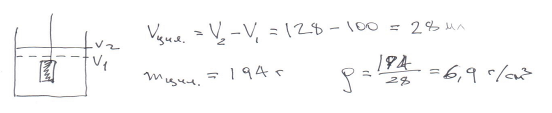 V₂
V₁
Vцил. = V₂ - V₁ = 128 - 100 = 28 мл
mцил. = 194 г ρ = 194/28 = 6,9 г/см³